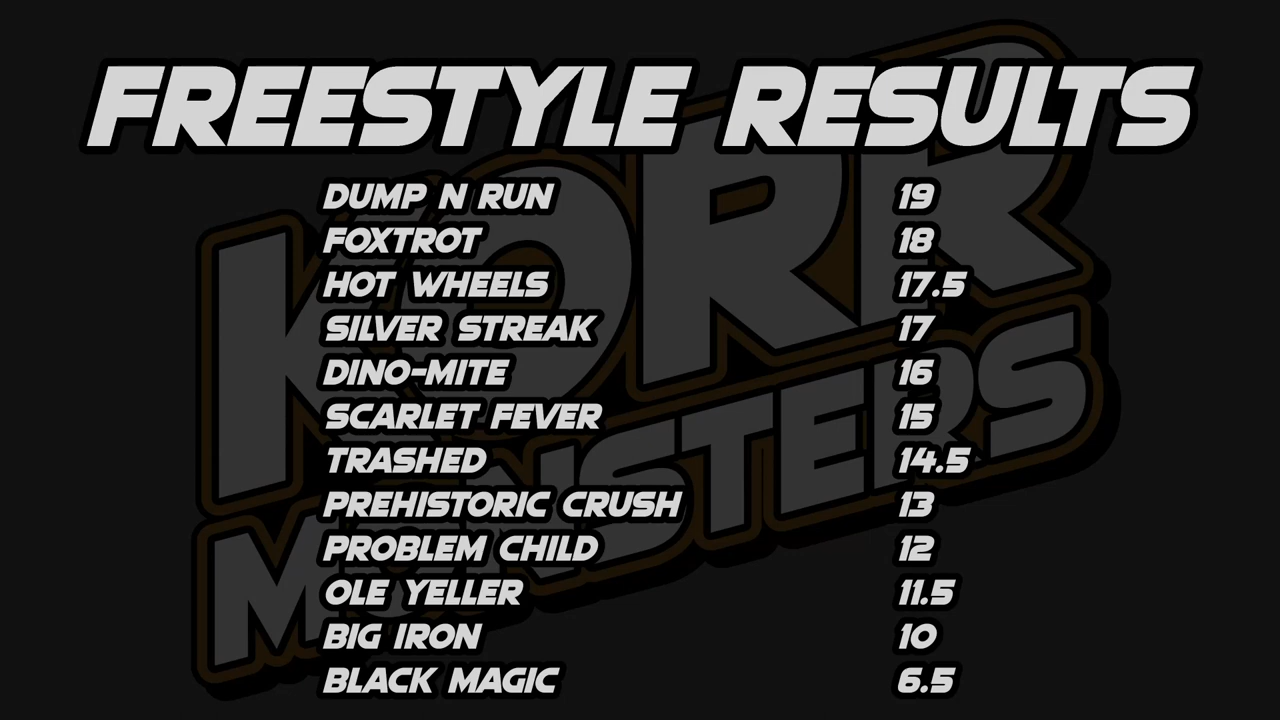 FREESTYLE RESULTS
DUMP N RUN 19
FOXTROT 18
HOT WHEELS 17.5
SILVER STREAK 17
DINO-MITE 16
SCARLET FEVER 15
TRASHED 14.5
PREHISTORIC CRUSH 13
PROBLEM CHILD 12
OLE YELLER 11.5
BIG IRON 10
BLACK MAGIC 6.5
KORK
MONSTERS